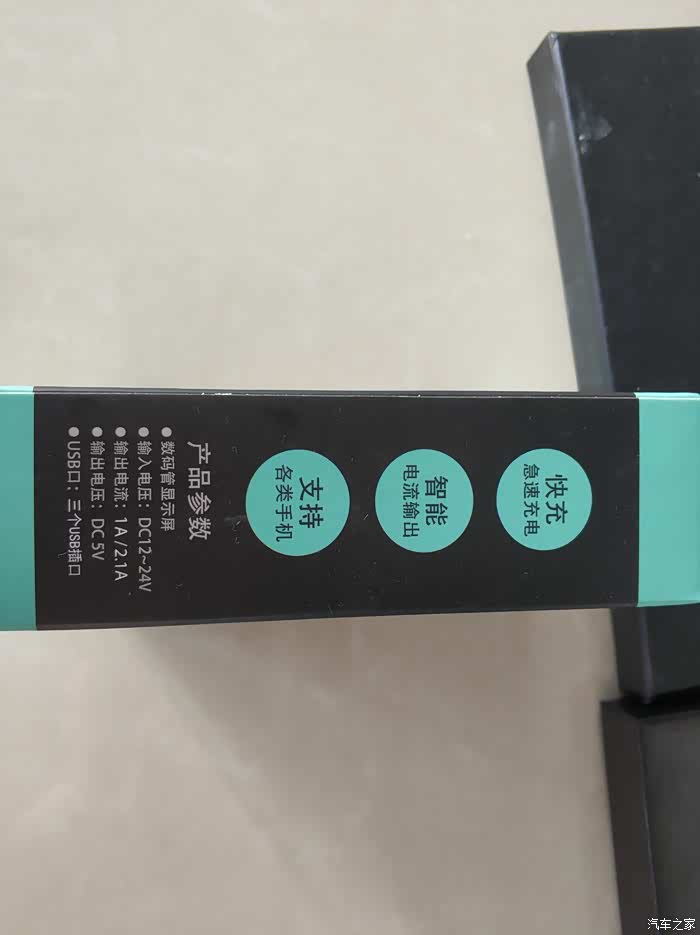 快充
急速充电
智能
电流输出
支持
各类手机
产品参数
●数码管显示屏
●输入电压：DC12~24V
●输出电流：1A/2.1A
●输出电压：DC 5V
●USB口：三个USB插口
汽车之家